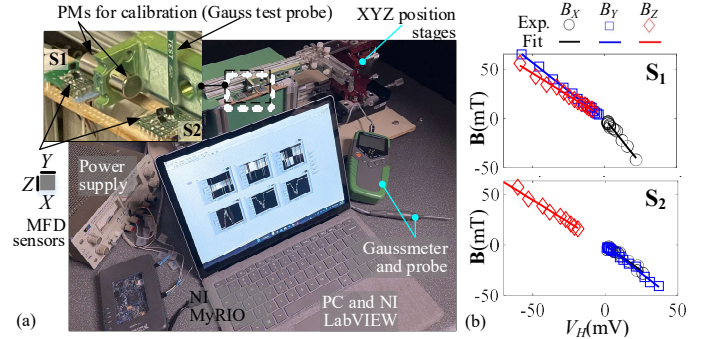 (a)
PMs for calibration (Gauss test probe)
S1
S2
XYZ position
stages
Y
Z
X
MFD
sensors
Power
supply
Gaussmeter
and probe
NI
MyRIO
PC and NI
LabVIEW
(b)
B_X B_Y B_Z
Exp.
Fit
S1
B(mT)
50
0
-50
S2
B(mT)
50
0
-50
-50 0 50
V_H(mV)